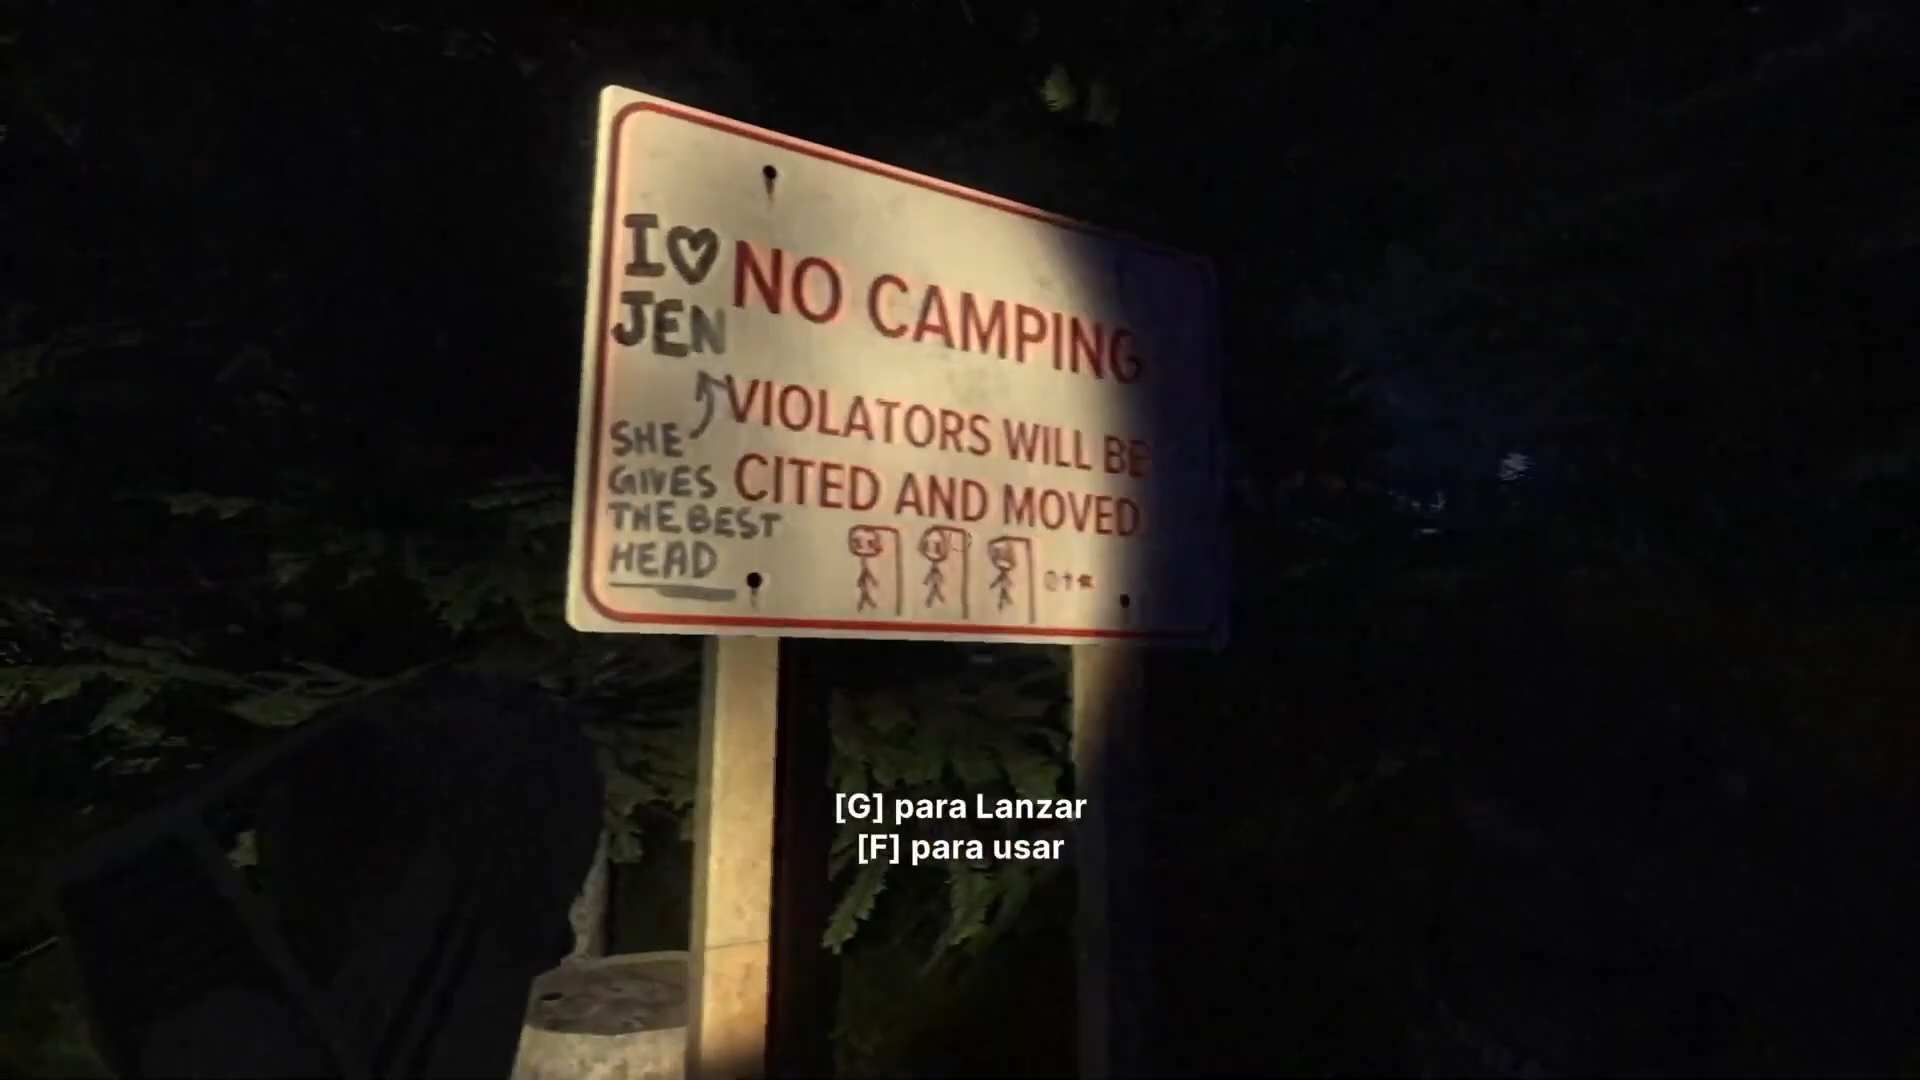 I ♡
JEN
NO CAMPING
VIOLATORS WILL BE
CITED AND MOVED
SHE
GIVES
THE BEST
HEAD
[G] para Lanzar
[F] para usar